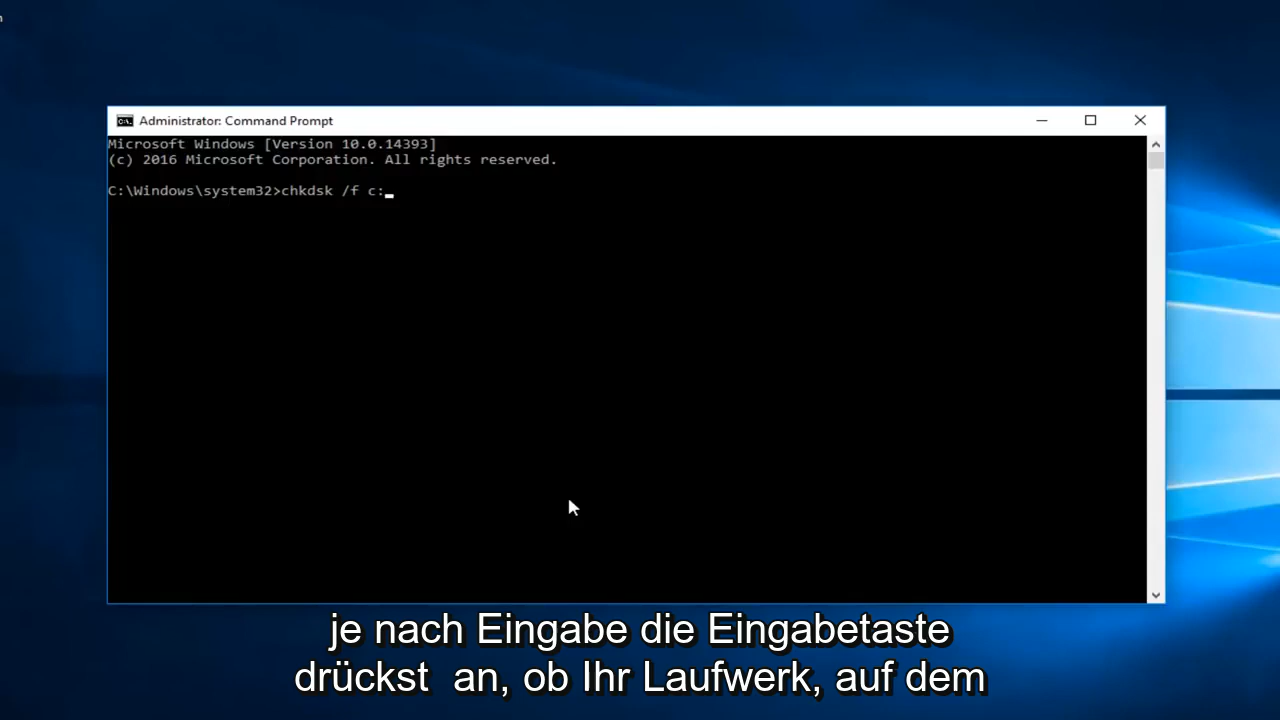 Administrator: Command Prompt
Microsoft Windows [Version 10.0.14393]
(c) 2016 Microsoft Corporation. All rights reserved.
C:\Windows\system32>chkdsk /f c:
je nach Eingabe die Eingabetaste
drückst an, ob Ihr Laufwerk, auf dem